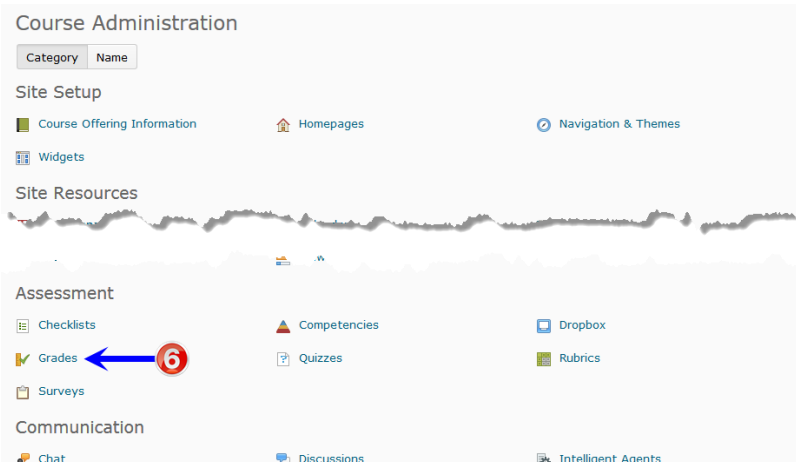 Course Administration
Category Name
Site Setup
Course Offering Information Homepages Navigation & Themes
Widgets
Site Resources
Assessment
Checklists Competencies Dropbox
Grades 6 Quizzes Rubrics
Surveys
Communication
Chat Discussions Intelligent Agents